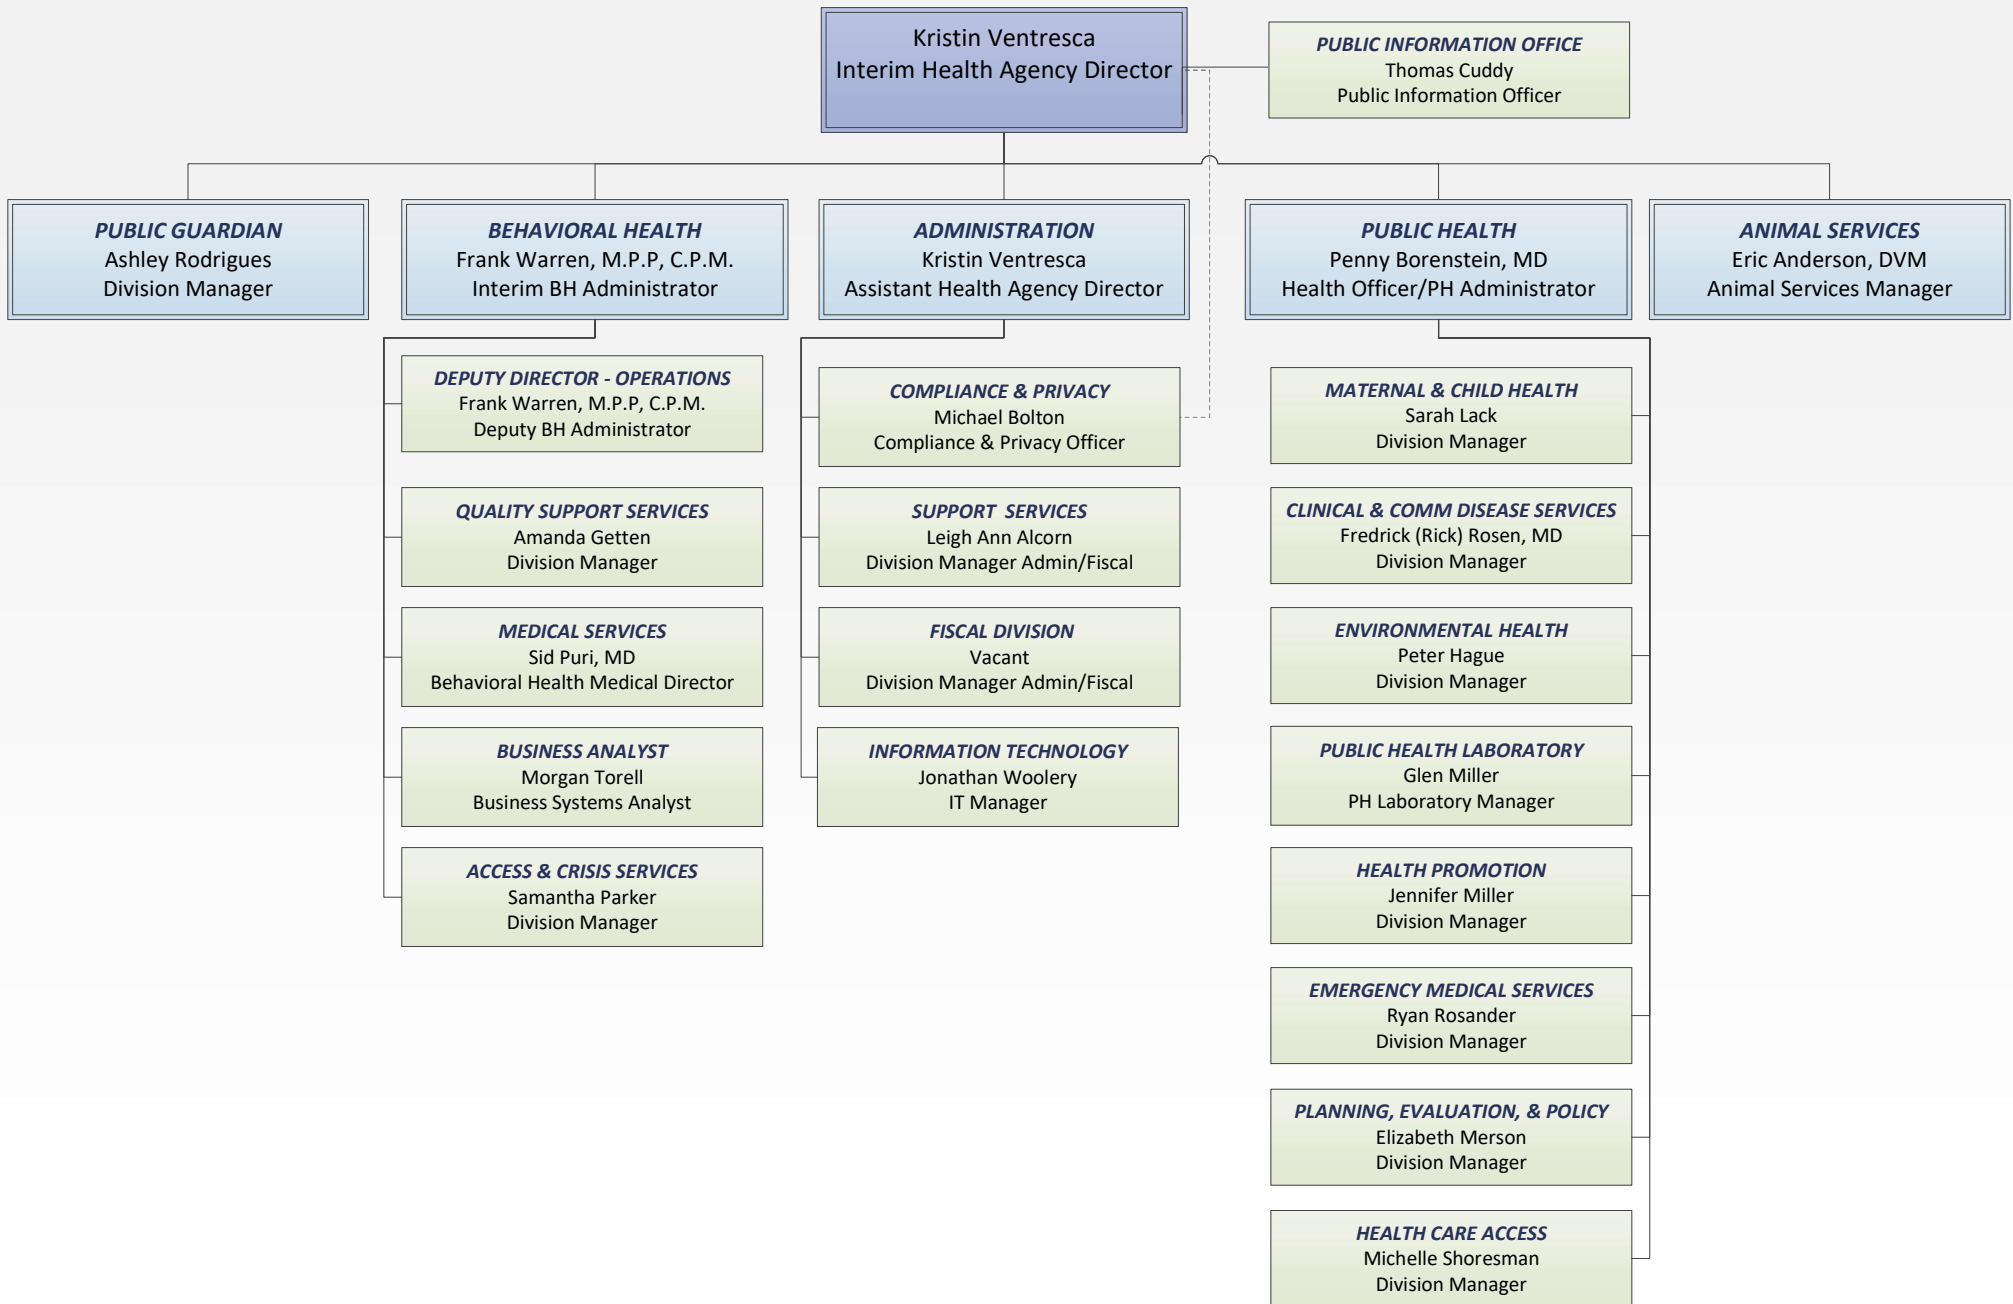 Kristin Ventresca
Interim Health Agency Director
PUBLIC INFORMATION OFFICE
Thomas Cuddy
Public Information Officer
PUBLIC GUARDIAN
Ashley Rodrigues
Division Manager
BEHAVIORAL HEALTH
Frank Warren, M.P.P, C.P.M.
Interim BH Administrator
ADMINISTRATION
Kristin Ventresca
Assistant Health Agency Director
PUBLIC HEALTH
Penny Borenstein, MD
Health Officer/PH Administrator
ANIMAL SERVICES
Eric Anderson, DVM
Animal Services Manager
DEPUTY DIRECTOR - OPERATIONS
Frank Warren, M.P.P, C.P.M.
Deputy BH Administrator
QUALITY SUPPORT SERVICES
Amanda Getten
Division Manager
MEDICAL SERVICES
Sid Puri, MD
Behavioral Health Medical Director
BUSINESS ANALYST
Morgan Torell
Business Systems Analyst
ACCESS & CRISIS SERVICES
Samantha Parker
Division Manager
COMPLIANCE & PRIVACY
Michael Bolton
Compliance & Privacy Officer
SUPPORT SERVICES
Leigh Ann Alcorn
Division Manager Admin/Fiscal
FISCAL DIVISION
Vacant
Division Manager Admin/Fiscal
INFORMATION TECHNOLOGY
Jonathan Woolery
IT Manager
MATERNAL & CHILD HEALTH
Sarah Lack
Division Manager
CLINICAL & COMM DISEASE SERVICES
Fredrick (Rick) Rosen, MD
Division Manager
ENVIRONMENTAL HEALTH
Peter Hague
Division Manager
PUBLIC HEALTH LABORATORY
Glen Miller
PH Laboratory Manager
HEALTH PROMOTION
Jennifer Miller
Division Manager
EMERGENCY MEDICAL SERVICES
Ryan Rosander
Division Manager
PLANNING, EVALUATION, & POLICY
Elizabeth Merson
Division Manager
HEALTH CARE ACCESS
Michelle Shoresman
Division Manager